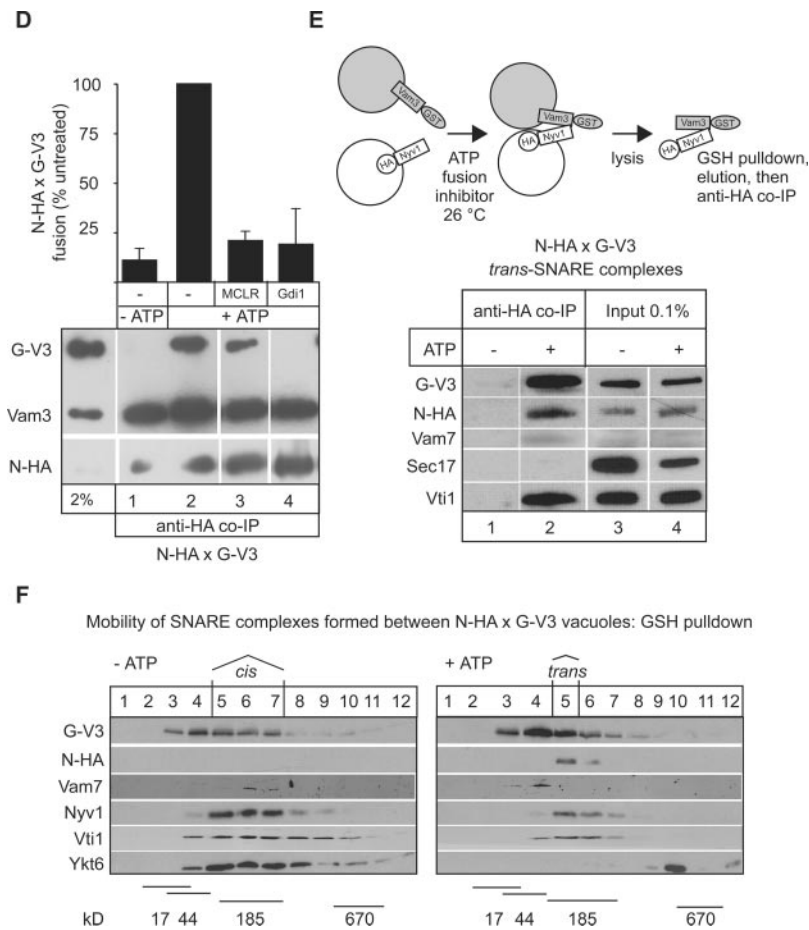 D
N-HA x G-V3
fusion (% untreated)
100
75
50
25
- - MCLR Gdi1
- ATP + ATP
G-V3
Vam3
N-HA
2% 1 2 3 4
anti-HA co-IP
N-HA x G-V3
E
Vam3 GST
HA Nyv1
ATP
fusion
inhibitor
26 °C
Vam3 GST
HA Nyv1
lysis
Vam3 GST
HA Nyv1
GSH pulldown,
elution, then
anti-HA co-IP
N-HA x G-V3
trans-SNARE complexes
anti-HA co-IP Input 0.1%
ATP - + - +
G-V3
N-HA
Vam7
Sec17
Vti1
1 2 3 4
F
Mobility of SNARE complexes formed between N-HA x G-V3 vacuoles: GSH pulldown
- ATP cis
1 2 3 4 5 6 7 8 9 10 11 12
+ ATP trans
1 2 3 4 5 6 7 8 9 10 11 12
G-V3
N-HA
Vam7
Nyv1
Vti1
Ykt6
kD 17 44 185 670
17 44 185 670